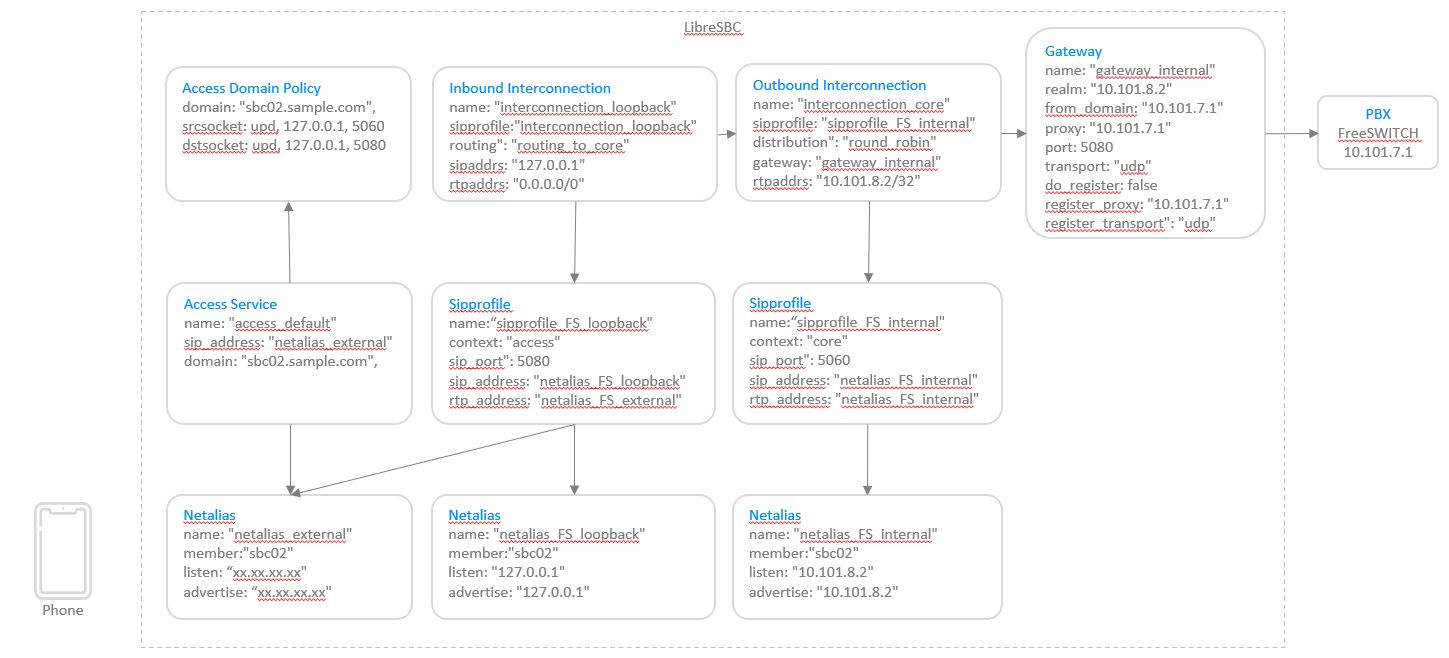 LibreSBC
Access Domain Policy
domain: "sbc02.sample.com",
srcsocket: upd, 127.0.0.1, 5060
dstsocket: upd, 127.0.0.1, 5080
Inbound Interconnection
name: "interconnection_loopback"
sipprofile:"interconnection_loopback"
routing": "routing_to_core"
sipaddrs: "127.0.0.1"
rtpaddrs: "0.0.0.0/0"
Outbound Interconnection
name: "interconnection_core"
sipprofile: "sipprofile_FS_internal"
distribution": "round_robin"
gateway: "gateway_internal"
rtpaddrs: "10.101.8.2/32"
Gateway
name: "gateway_internal"
realm: "10.101.8.2"
from_domain: "10.101.7.1"
proxy: "10.101.7.1"
port: 5080
transport: "udp"
do_register: false
register_proxy: "10.101.7.1"
register_transport": "udp"
PBX
FreeSWITCH
10.101.7.1
Access Service
name: "access_default"
sip_address: "netalias_external"
domain: "sbc02.sample.com",
Sipprofile
name:“sipprofile_FS_loopback"
context: "access"
sip_port": 5080
sip_address: "netalias_FS_loopback"
rtp_address: "netalias_FS_external"
Sipprofile
name:“sipprofile_FS_internal"
context: "core"
sip_port": 5060
sip_address: "netalias_FS_internal"
rtp_address: "netalias_FS_internal"
Netalias
name: "netalias_external"
member:"sbc02"
listen: “xx.xx.xx.xx"
advertise: “xx.xx.xx.xx"
Netalias
name: "netalias_FS_loopback"
member:"sbc02"
listen: "127.0.0.1"
advertise: "127.0.0.1"
Netalias
name: "netalias_FS_internal"
member:"sbc02"
listen: "10.101.8.2"
advertise: "10.101.8.2"
Phone